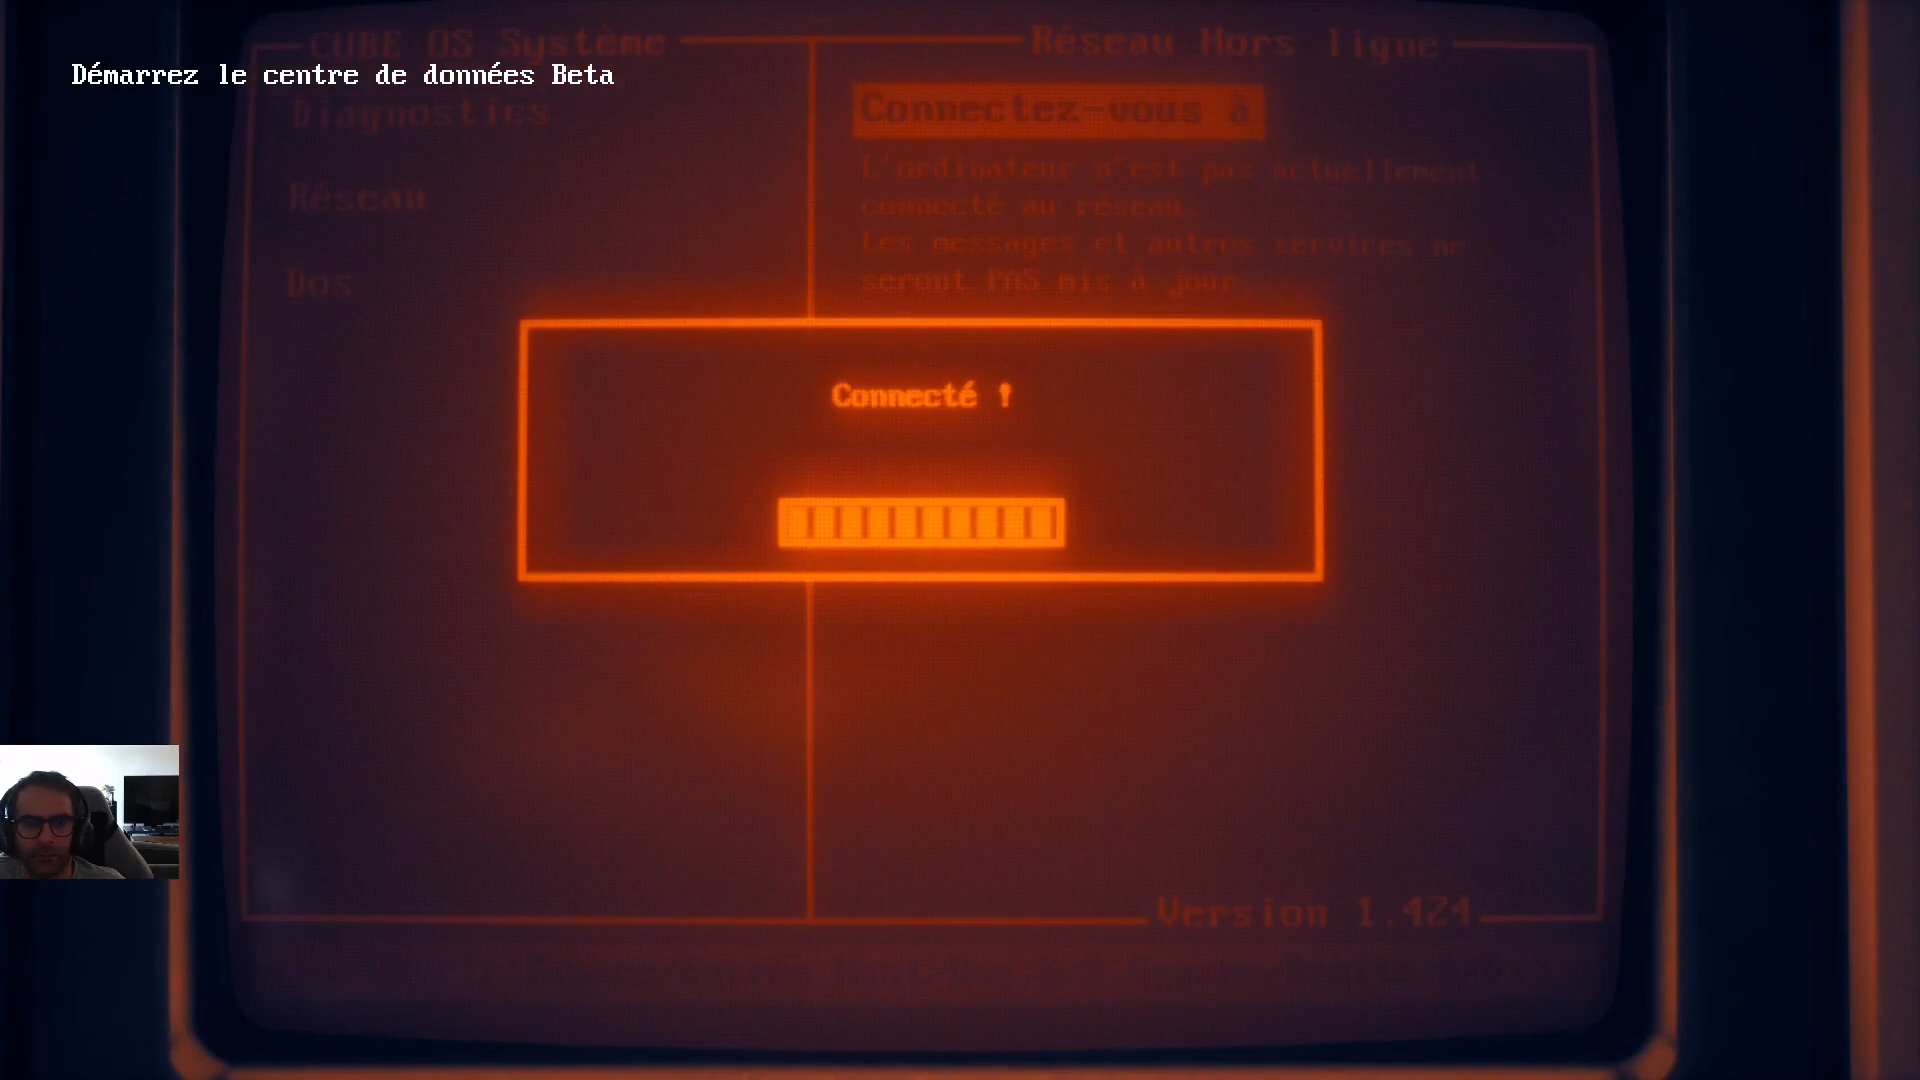 CUBE OS Système
Réseau Hors ligne
Démarrez le centre de données Beta
Diagnostics
Réseau
Dos
Connectez-vous à
L'ordinateur n'est pas actuellement
connecté au réseau.
Les messages et autres services ne
seront PAS mis à jour.
Connecté !
Version 1.424